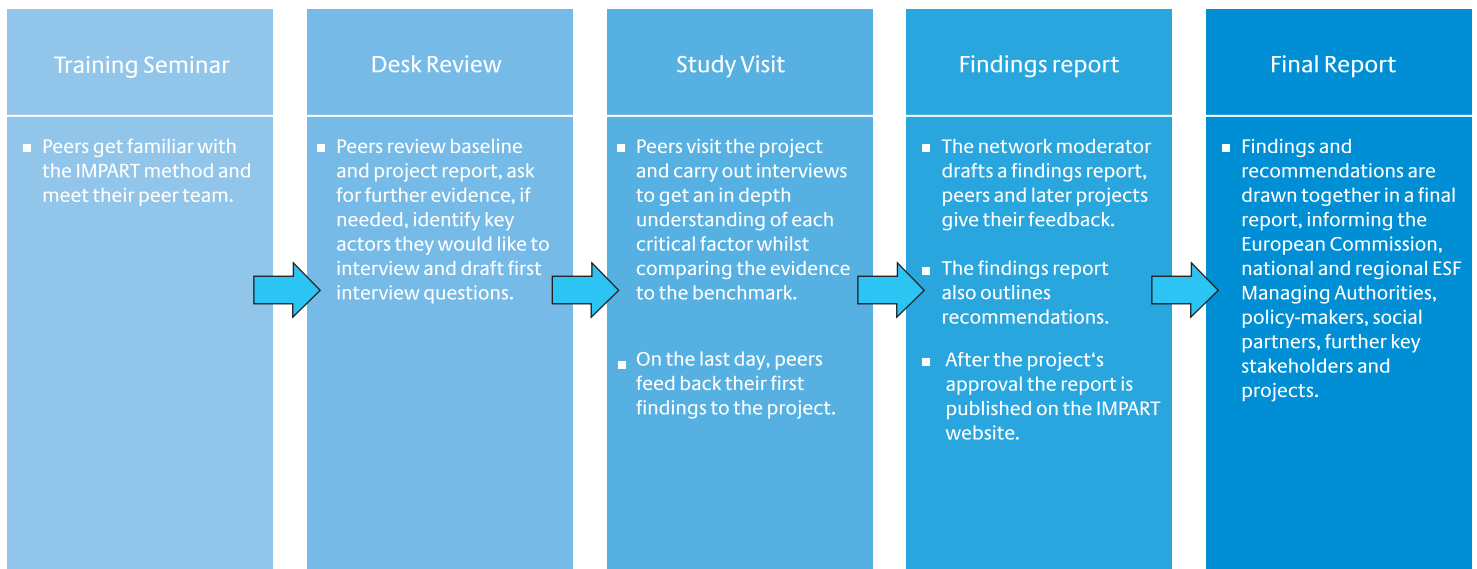 Training Seminar
Peers get familiar with
the IMPART method and
meet their peer team.
Desk Review
Peers review baseline
and project report, ask
for further evidence, if
needed, identify key
actors they would like to
interview and draft first
interview questions.
Study Visit
Peers visit the project
and carry out interviews
to get an in depth
understanding of each
critical factor whilst
comparing the evidence
to the benchmark.
On the last day, peers
feed back their first
findings to the project.
Findings report
The network moderator
drafts a findings report,
peers and later projects
give their feedback.
The findings report
also outlines
recommendations.
After the project‘s
approval the report is
published on the IMPART
website.
Final Report
Findings and
recommendations are
drawn together in a final
report, informing the
European Commission,
national and regional ESF
Managing Authorities,
policy-makers, social
partners, further key
stakeholders and
projects.